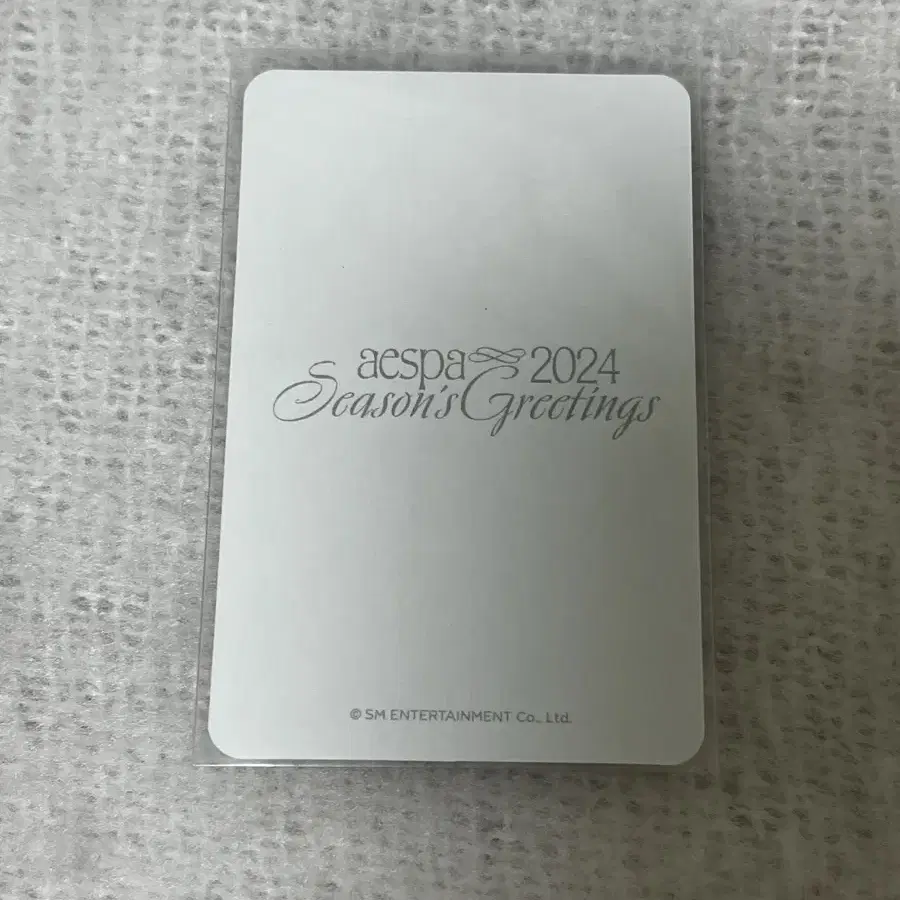 aespa 2024
Season's Greetings
© SM ENTERTAINMENT Co., Ltd.